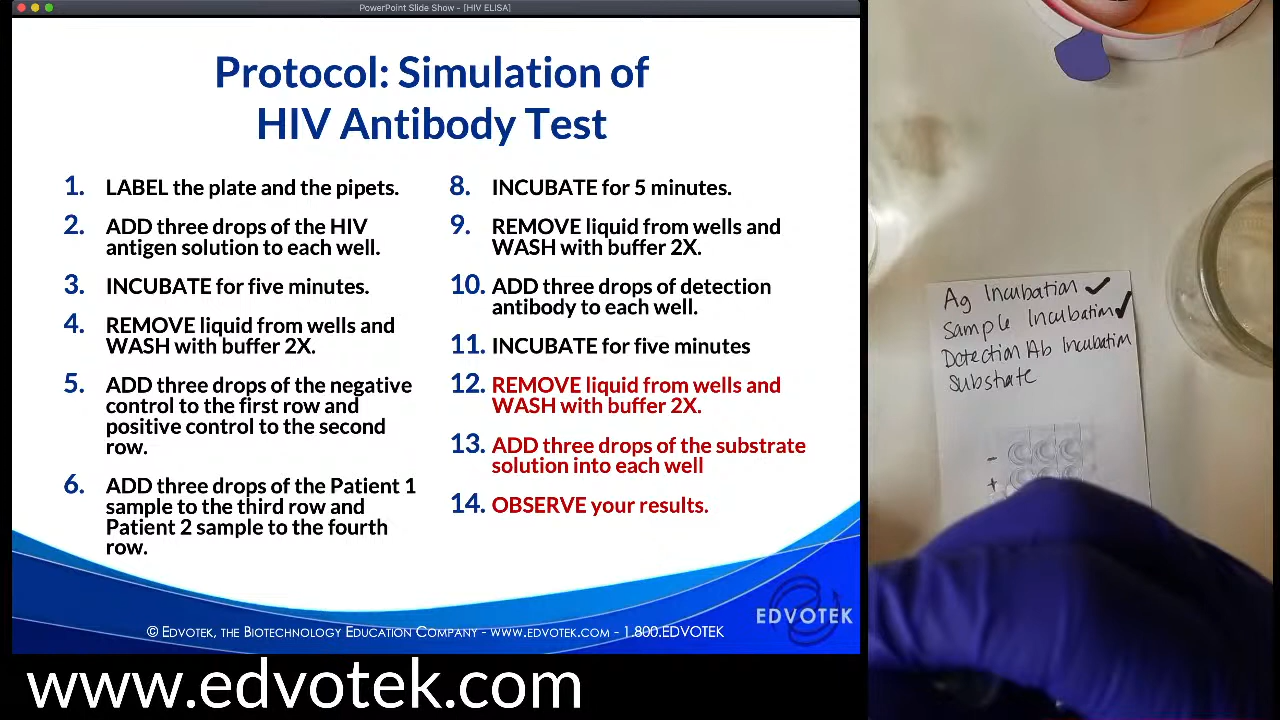 PowerPoint Slide Show - [HIV ELISA]
Protocol: Simulation of
HIV Antibody Test
1. LABEL the plate and the pipets.
2. ADD three drops of the HIV
antigen solution to each well.
3. INCUBATE for five minutes.
4. REMOVE liquid from wells and
WASH with buffer 2X.
5. ADD three drops of the negative
control to the first row and
positive control to the second
row.
6. ADD three drops of the Patient 1
sample to the third row and
Patient 2 sample to the fourth
row.
8. INCUBATE for 5 minutes.
9. REMOVE liquid from wells and
WASH with buffer 2X.
10. ADD three drops of detection
antibody to each well.
11. INCUBATE for five minutes
12. REMOVE liquid from wells and
WASH with buffer 2X.
13. ADD three drops of the substrate
solution into each well
14. OBSERVE your results.
EDVOTEK
© EDVOTEK, THE BIOTECHNOLOGY EDUCATION COMPANY - WWW.EDVOTEK.COM - 1.800.EDVOTEK
www.edvotek.com
Ag Incubation ✓
Sample Incubation ✓
Detection Ab Incubation
Substrate
-
+